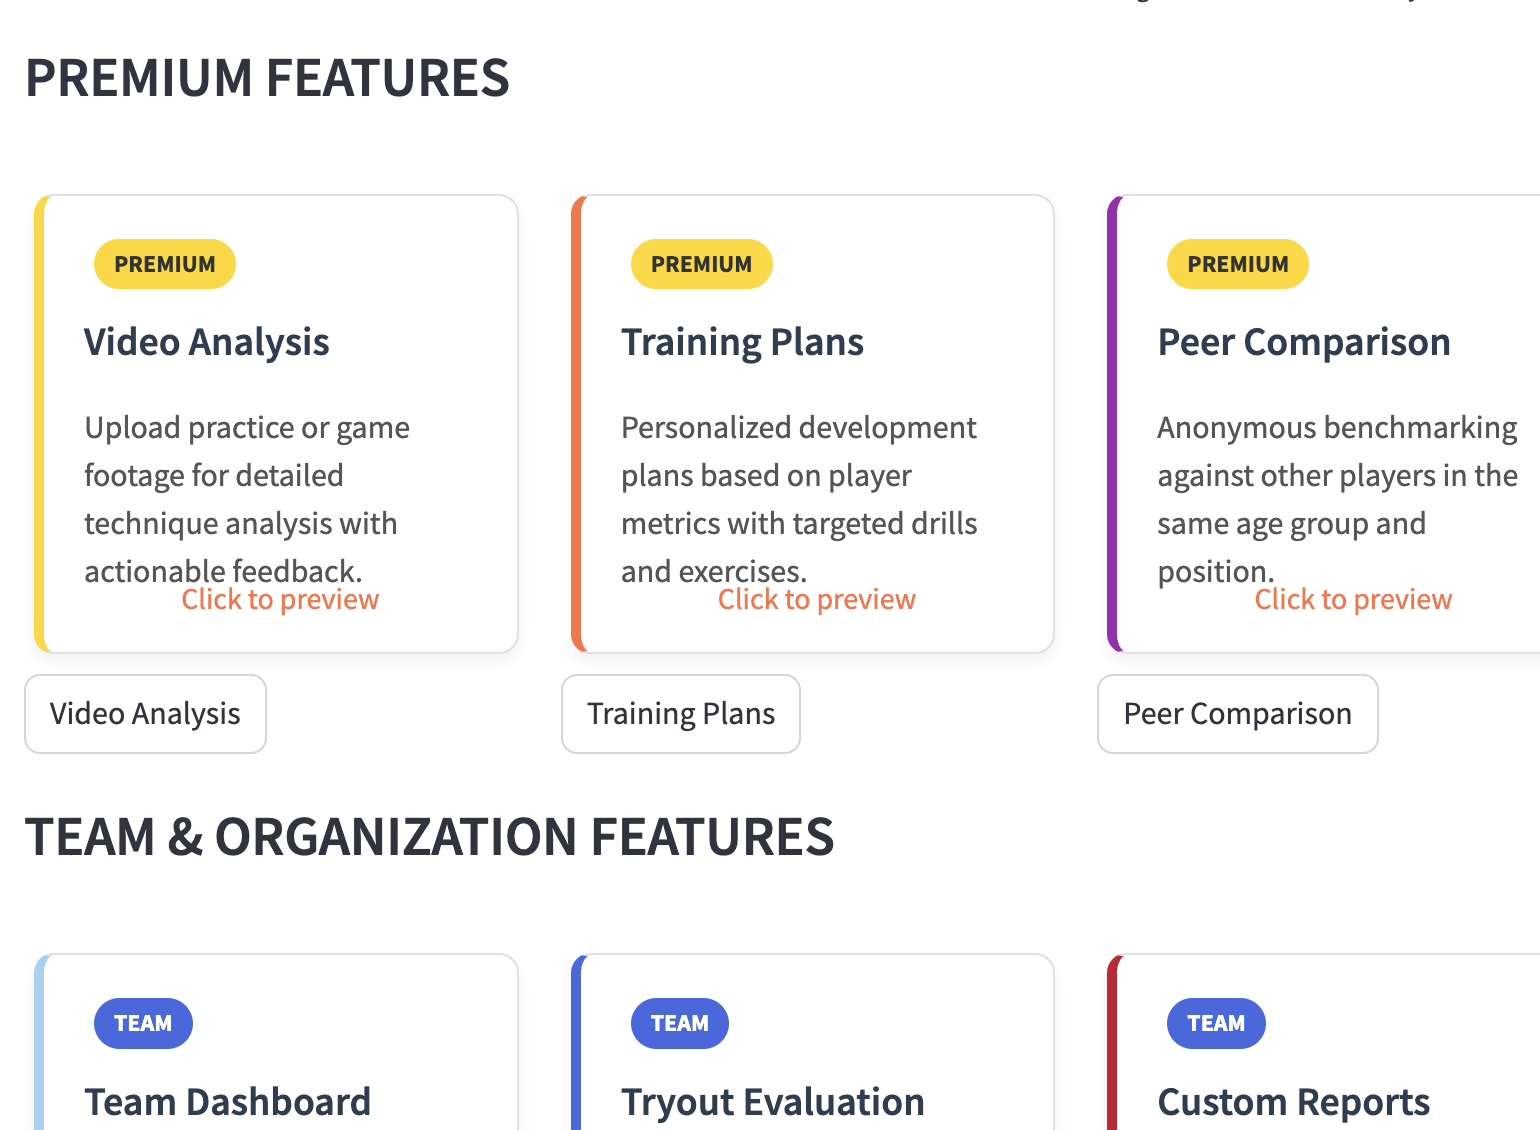 PREMIUM FEATURES
PREMIUM
Video Analysis
Upload practice or game
footage for detailed
technique analysis with
actionable feedback.
Click to preview
Video Analysis
PREMIUM
Training Plans
Personalized development
plans based on player
metrics with targeted drills
and exercises.
Click to preview
Training Plans
PREMIUM
Peer Comparison
Anonymous benchmarking
against other players in the
same age group and
position.
Click to preview
Peer Comparison
TEAM & ORGANIZATION FEATURES
TEAM
Team Dashboard
TEAM
Tryout Evaluation
TEAM
Custom Reports